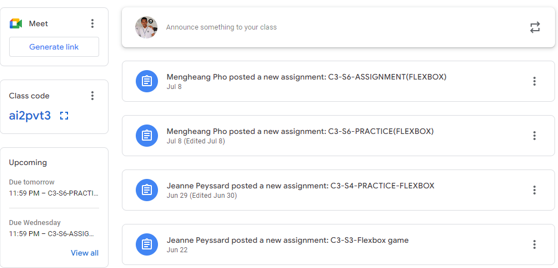 Meet
Generate link
Class code
ai2pvt3
Upcoming
Due tomorrow
11:59 PM – C3-S6-PRACTI...
Due Wednesday
11:59 PM – C3-S6-ASSIG...
View all
Announce something to your class
Mengheang Pho posted a new assignment: C3-S6-ASSIGNMENT(FLEXBOX)
Jul 8
Mengheang Pho posted a new assignment: C3-S6-PRACTICE(FLEXBOX)
Jul 8 (Edited Jul 8)
Jeanne Peyssard posted a new assignment: C3-S4-PRACTICE-FLEXBOX
Jun 29 (Edited Jun 30)
Jeanne Peyssard posted a new assignment: C3-S3-Flexbox game
Jun 22